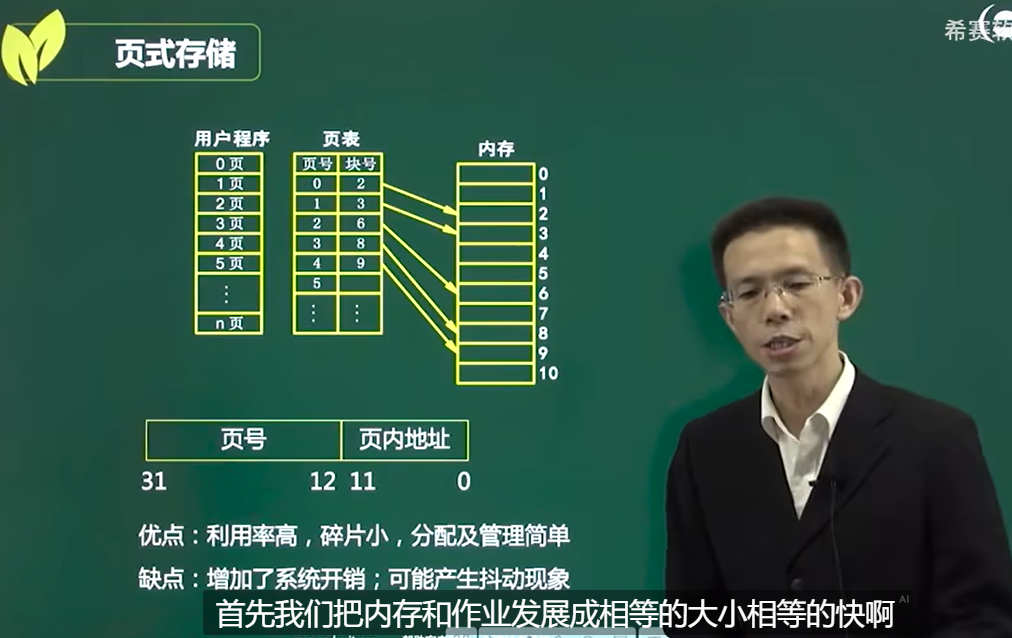 希赛软
页式存储
用户程序
0页
1页
2页
3页
4页
5页
⋮
n页
页表
页号 块号
0 2
1 3
2 6
3 8
4 9
5
⋮ ⋮
内存
0
1
2
3
4
5
6
7
8
9
10
页号 页内地址
31 12 11 0
优点：利用率高，碎片小，分配及管理简单
缺点：增加了系统开销；可能产生抖动现象
首先我们把内存和作业发展成相等的大小相等的快啊
AI